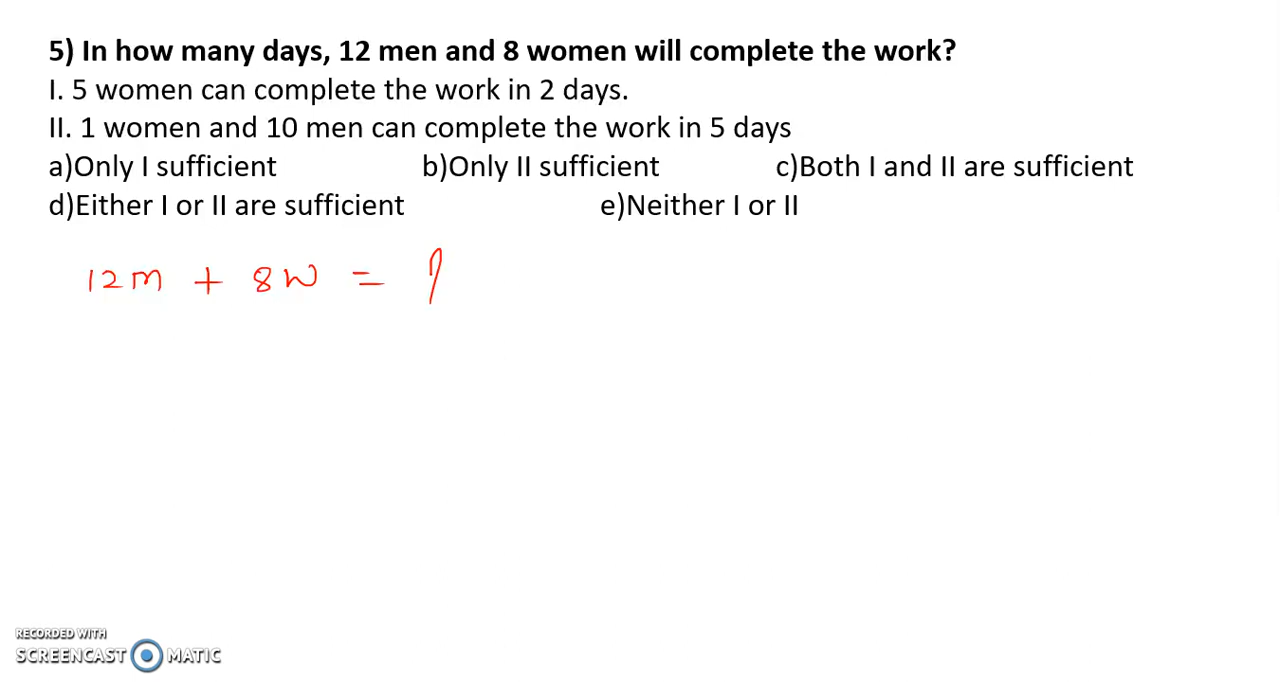 5) In how many days, 12 men and 8 women will complete the work?
I. 5 women can complete the work in 2 days.
II. 1 women and 10 men can complete the work in 5 days
a)Only I sufficient b)Only II sufficient c)Both I and II are sufficient
d)Either I or II are sufficient e)Neither I or II
12m + 8W = ?
RECORDED WITH
SCREENCAST MATIC